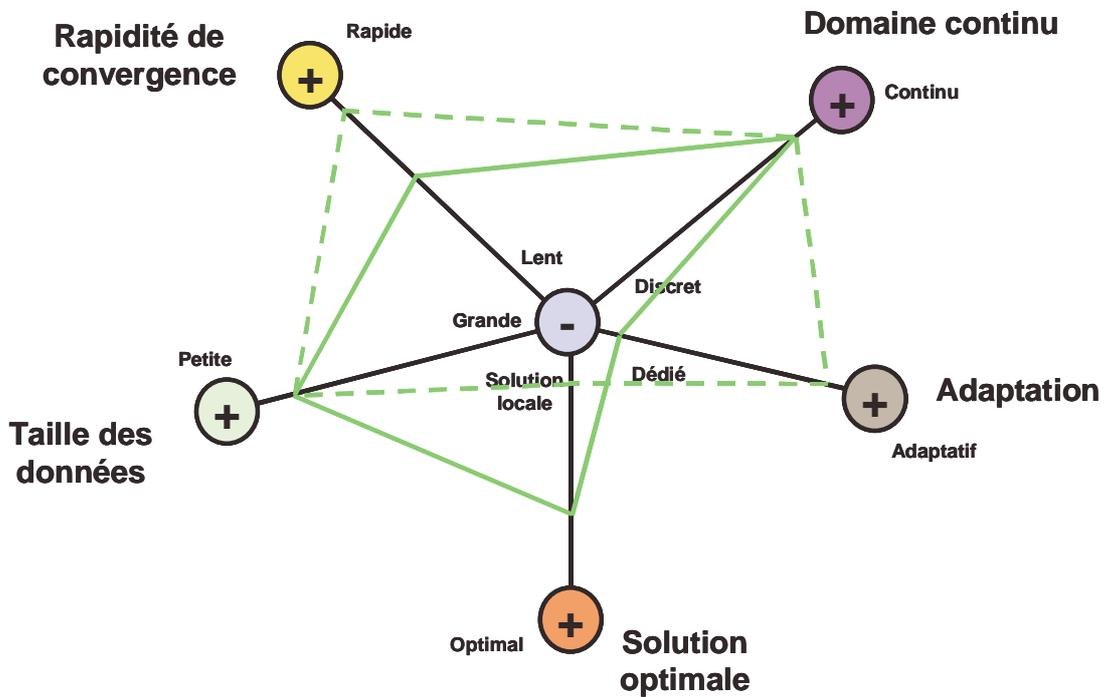 Domaine continu
Rapidité de
convergence
Rapide
+
+
Continu
Lent
Discret
Grande
-
Petite
Solution
locale
Dédié
+
+
Adaptation
Adaptatif
Taille des
données
+
Optimal
Solution
optimale